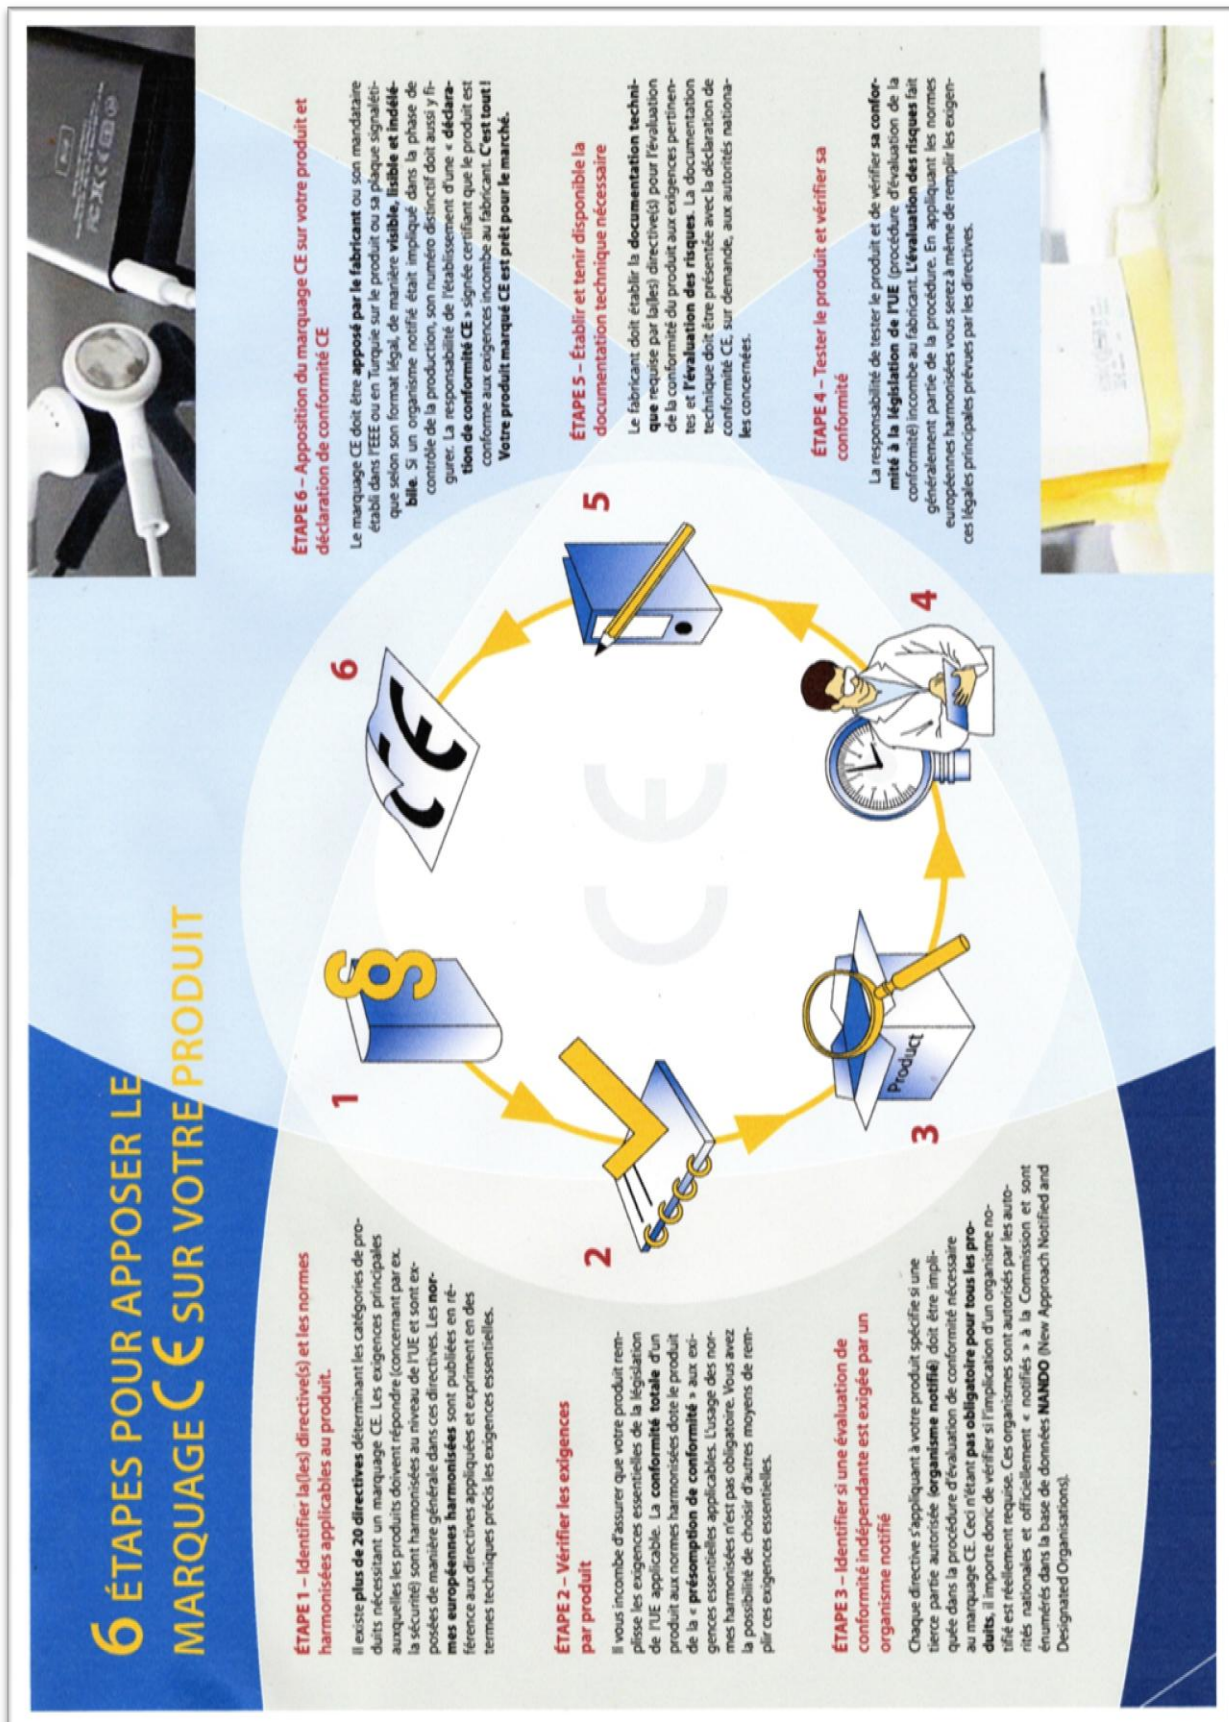 6 ÉTAPES POUR APPOSER LE
MARQUAGE CE SUR VOTRE PRODUIT
ÉTAPE 1 – Identifier la(les) directive(s) et les normes
harmonisées applicables au produit.
Il existe plus de 20 directives déterminant les catégories de pro-
duits nécessitant un marquage CE. Les exigences principales
auxquelles les produits doivent répondre (concernant par ex.
la sécurité) sont harmonisées au niveau de l'UE et sont ex-
posées de manière générale dans ces directives. Les nor-
mes européennes harmonisées sont publiées en ré-
férence aux directives appliquées et expriment en des
termes techniques précis les exigences essentielles.
ÉTAPE 2 – Vérifier les exigences
par produit
Il vous incombe d'assurer que votre produit rem-
plisse les exigences essentielles de la législation
de l'UE applicable. La conformité totale d'un
produit aux normes harmonisées dote le produit
de la « présomption de conformité » aux exi-
gences essentielles applicables. L'usage des nor-
mes harmonisées n'est pas obligatoire. Vous avez
la possibilité de choisir d'autres moyens de rem-
plir ces exigences essentielles.
ÉTAPE 3 – Identifier si une évaluation de
conformité indépendante est exigée par un
organisme notifié
Chaque directive s'appliquant à votre produit spécifie si une
tierce partie autorisée (organisme notifié) doit être impli-
quée dans la procédure d'évaluation de conformité nécessaire
au marquage CE. Ceci n'étant pas obligatoire pour tous les pro-
duits, il importe donc de vérifier si l'implication d'un organisme no-
tifié est réellement requise. Ces organismes sont autorisés par les auto-
rités nationales et officiellement « notifiés » à la Commission et sont
énumérés dans la base de données NANDO (New Approach Notified and
Designated Organisations).
1
2
3
Product
4
5
6
CE
CE
ÉTAPE 6 – Apposition du marquage CE sur votre produit et
déclaration de conformité CE
Le marquage CE doit être apposé par le fabricant ou son mandataire
établi dans l'EEE ou en Turquie sur le produit ou sa plaque signaléti-
que selon son format légal, de manière visible, lisible et indélé-
bile. Si un organisme notifié était impliqué dans la phase de
contrôle de la production, son numéro distinctif doit aussi y fi-
gurer. La responsabilité de l'établissement d'une « déclara-
tion de conformité CE » signée certifiant que le produit est
conforme aux exigences incombe au fabricant. C'est tout !
Votre produit marqué CE est prêt pour le marché.
ÉTAPE 5 – Établir et tenir disponible la
documentation technique nécessaire
Le fabricant doit établir la documentation techni-
que requise par la(les) directive(s) pour l'évaluation
de la conformité du produit aux exigences pertinen-
tes et l'évaluation des risques. La documentation
technique doit être présentée avec la déclaration de
conformité CE, sur demande, aux autorités nationa-
les concernées.
ÉTAPE 4 – Tester le produit et vérifier sa
conformité
La responsabilité de tester le produit et de vérifier sa confor-
mité à la législation de l'UE (procédure d'évaluation de la
conformité) incombe au fabricant. L'évaluation des risques fait
généralement partie de la procédure. En appliquant les normes
européennes harmonisées vous serez à même de remplir les exigen-
ces légales principales prévues par les directives.